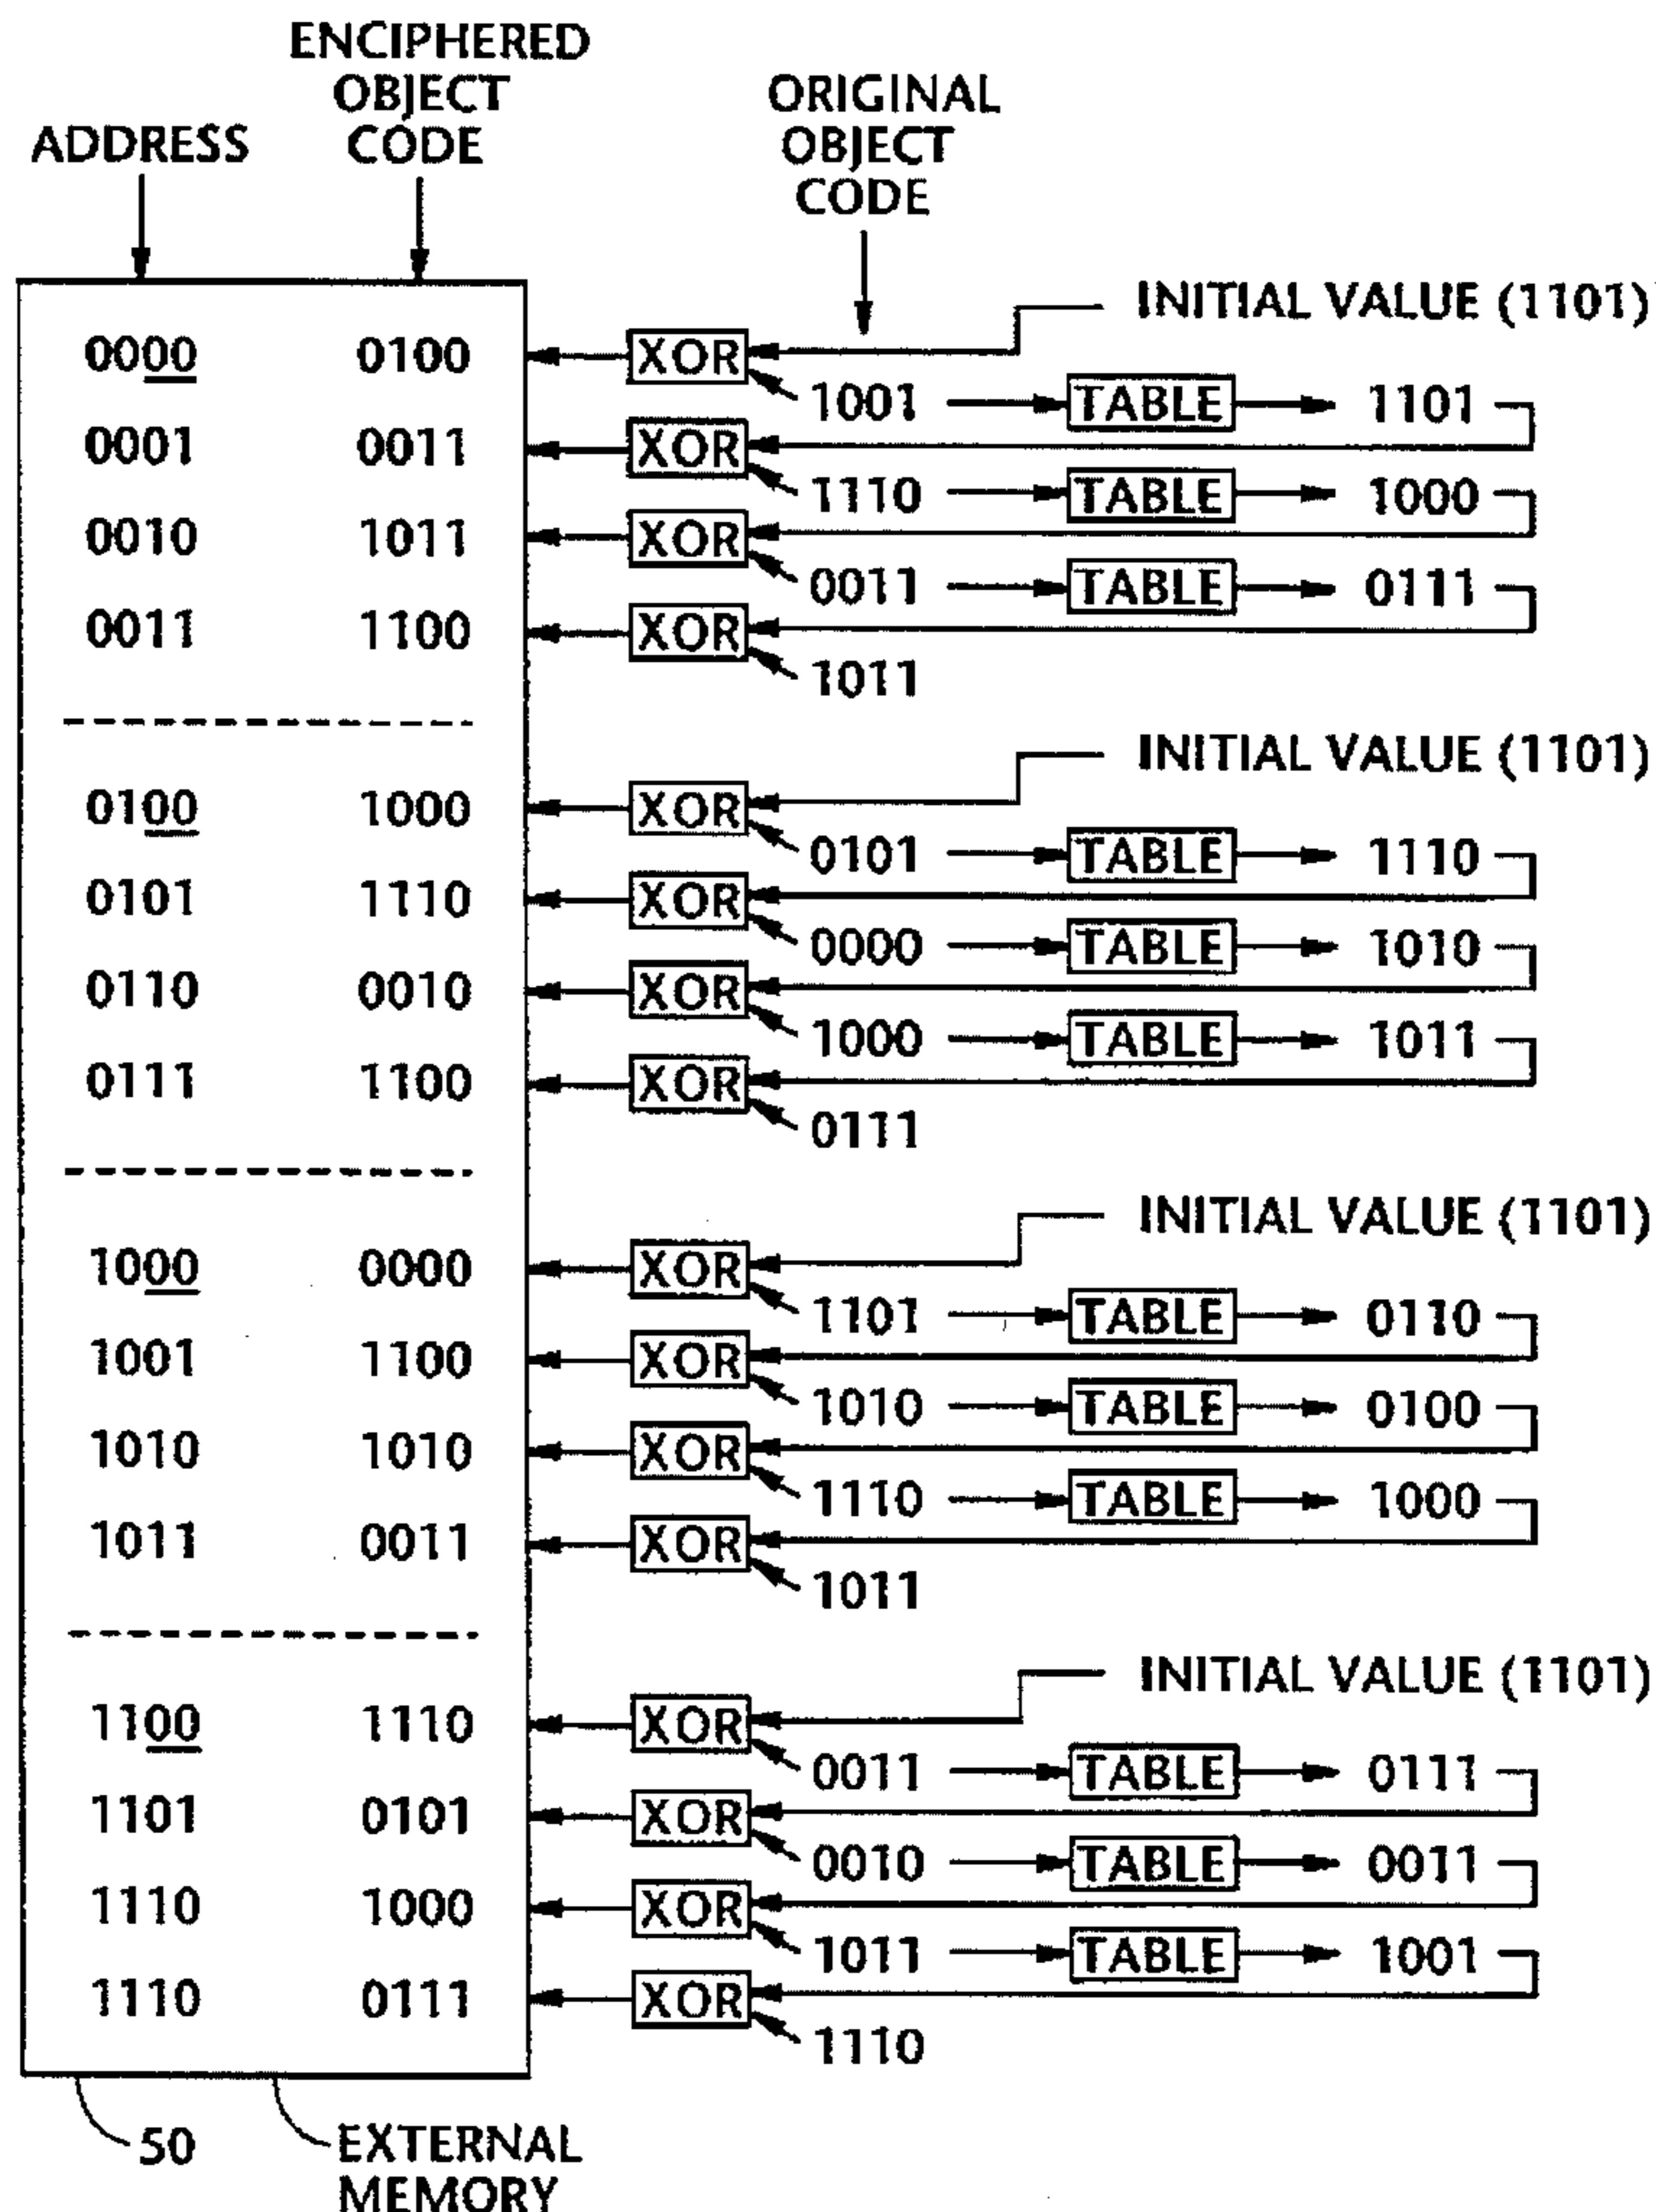 ENCIPHERED
OBJECT
CODE
ADDRESS
ORIGINAL
OBJECT
CODE
INITIAL VALUE (1101)
0000 0100 XOR
1001 TABLE 1101
0001 0011 XOR
1110 TABLE 1000
0010 1011 XOR
0011 TABLE 0111
0011 1100 XOR
1011
INITIAL VALUE (1101)
0100 1000 XOR
0101 TABLE 1110
0101 1110 XOR
0000 TABLE 1010
0110 0010 XOR
1000 TABLE 1011
0111 1100 XOR
0111
INITIAL VALUE (1101)
1000 0000 XOR
1101 TABLE 0110
1001 1100 XOR
1010 TABLE 0100
1010 1010 XOR
1110 TABLE 1000
1011 0011 XOR
1011
INITIAL VALUE (1101)
1100 1110 XOR
0011 TABLE 0111
1101 0101 XOR
0010 TABLE 0011
1110 1000 XOR
1011 TABLE 1001
1110 0111 XOR
1110
50
EXTERNAL
MEMORY